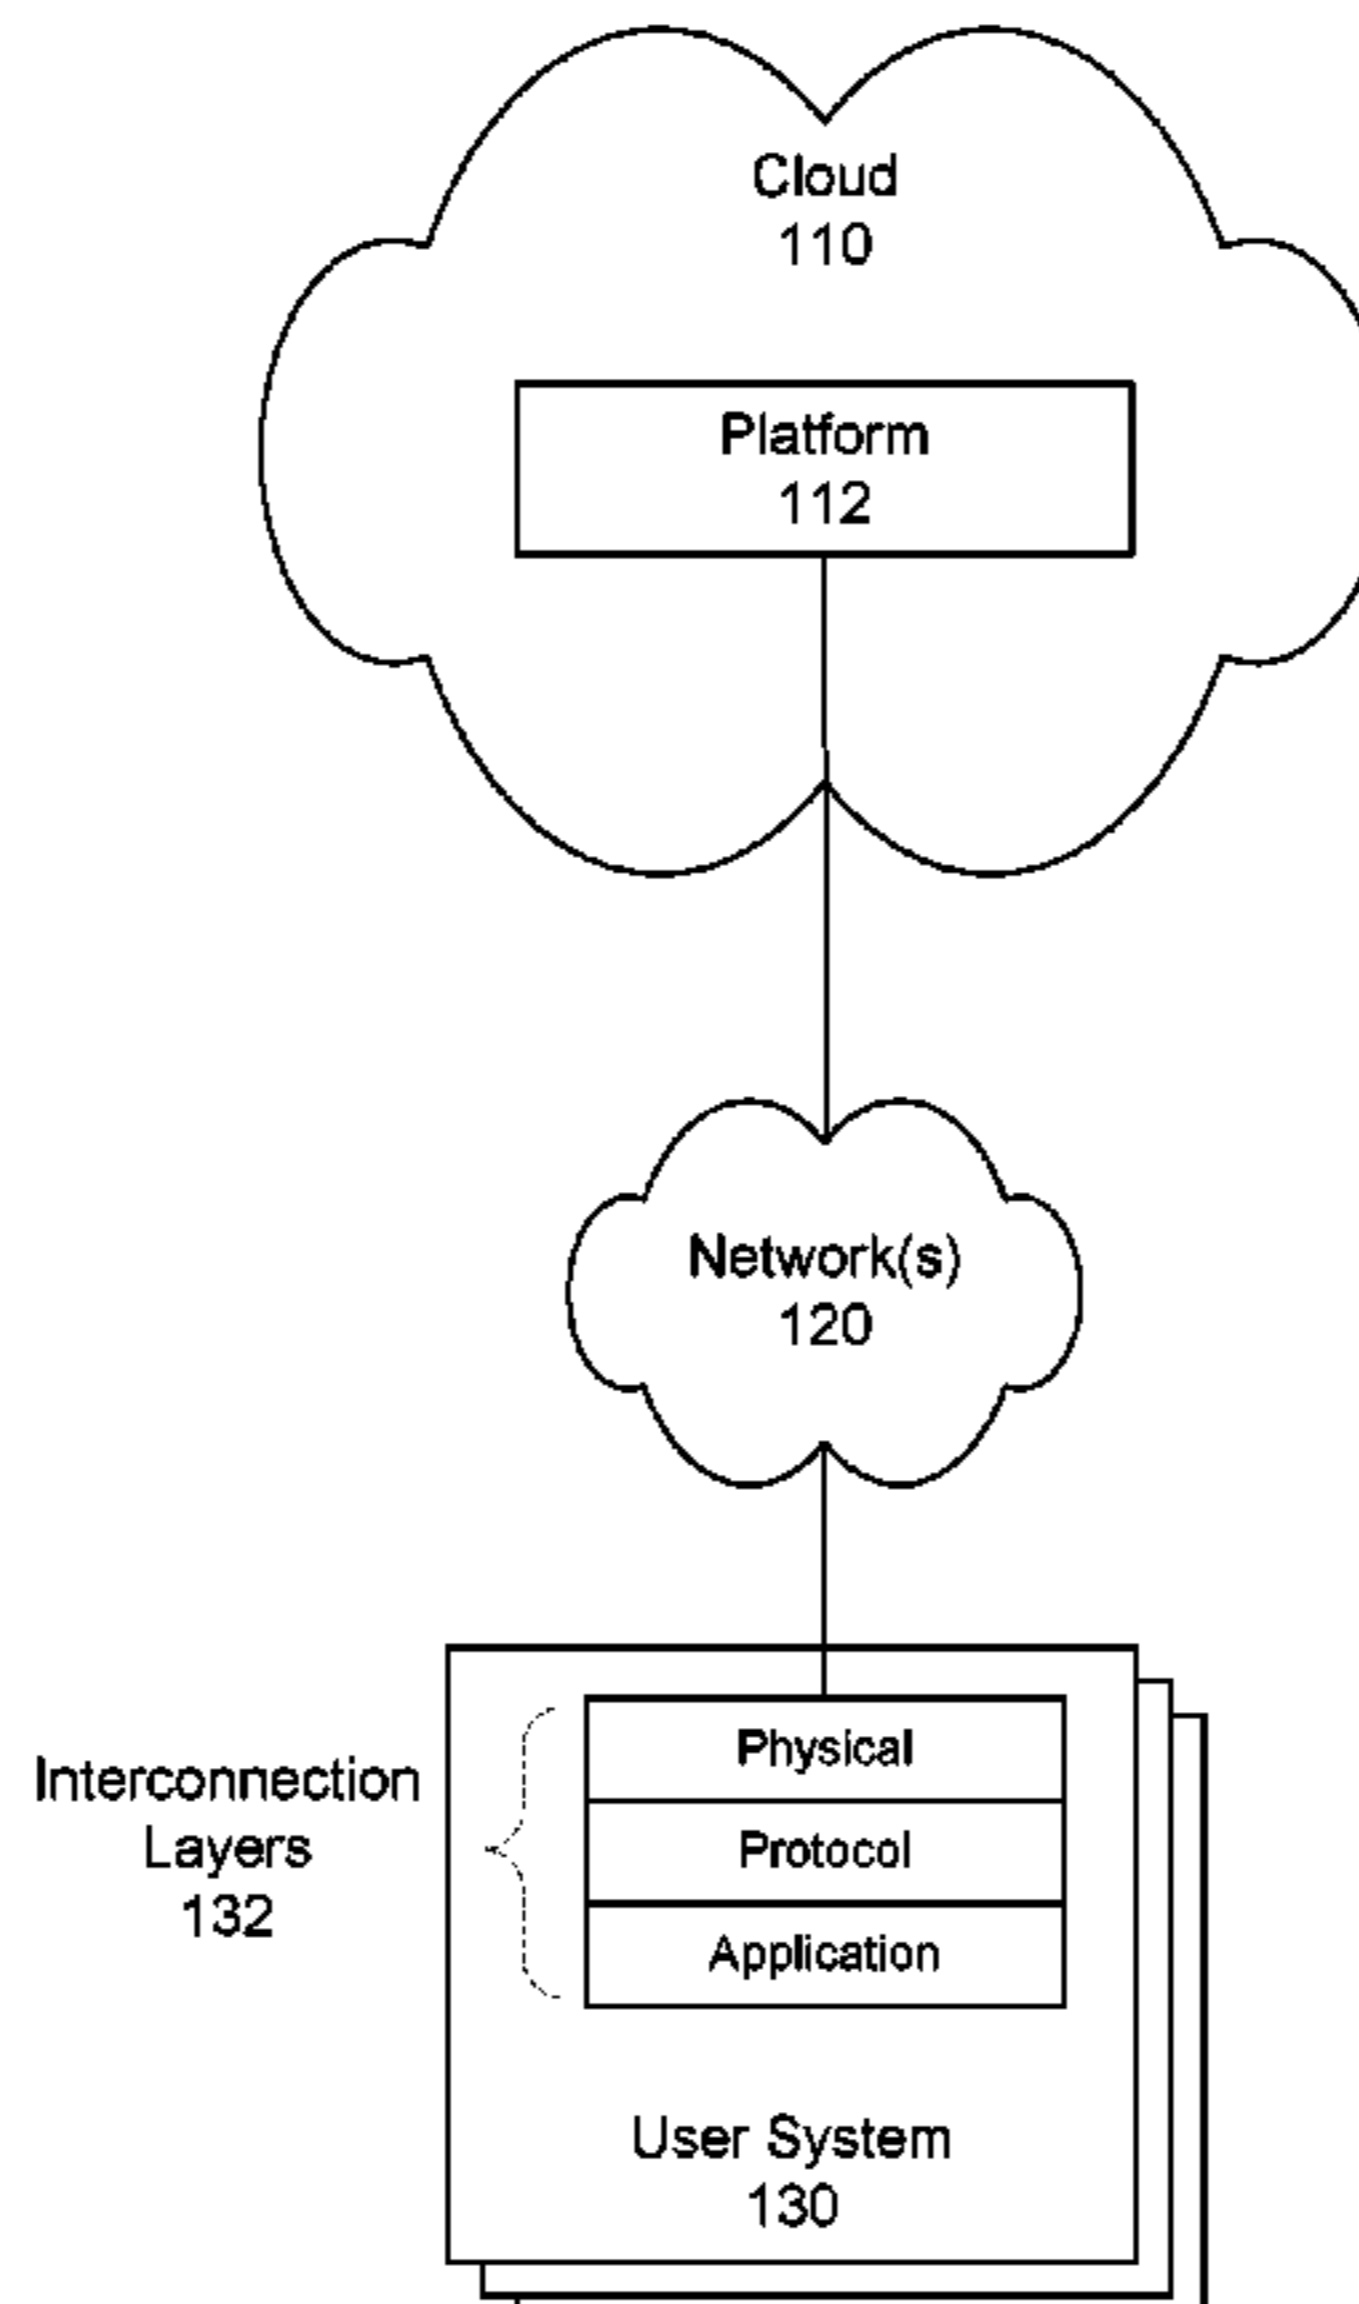 Cloud
110
Platform
112
Network(s)
120
Physical
Protocol
Application
Interconnection
Layers
132
User System
130